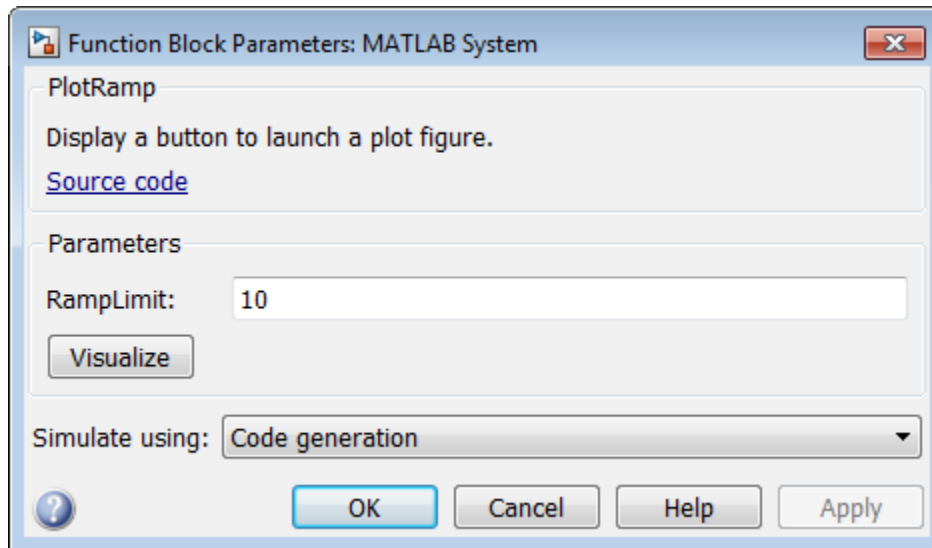 Function Block Parameters: MATLAB System
PlotRamp
Display a button to launch a plot figure.
Source code
Parameters
RampLimit: 10
Visualize
Simulate using: Code generation
? OK Cancel Help Apply